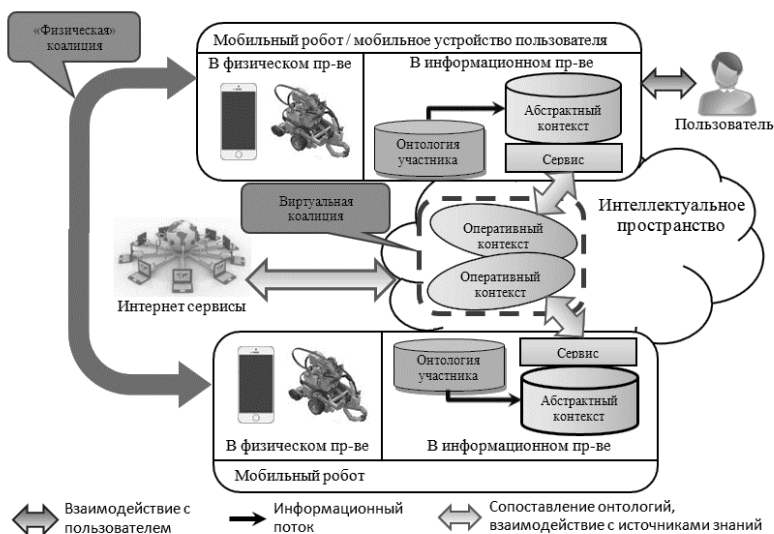 «Физическая»
коалиция
Мобильный робот / мобильное устройство пользователя
В физическом пр-ве
В информационном пр-ве
Абстрактный
контекст
Онтология
участника
Сервис
Пользователь
Виртуальная
коалиция
Интеллектуальное
пространство
Оперативный
контекст
Оперативный
контекст
Интернет сервисы
Онтология
участника
Сервис
Абстрактный
контекст
В физическом пр-ве
В информационном пр-ве
Мобильный робот
Взаимодействие с
пользователем
Информационный
поток
Сопоставление онтологий,
взаимодействие с источниками знаний